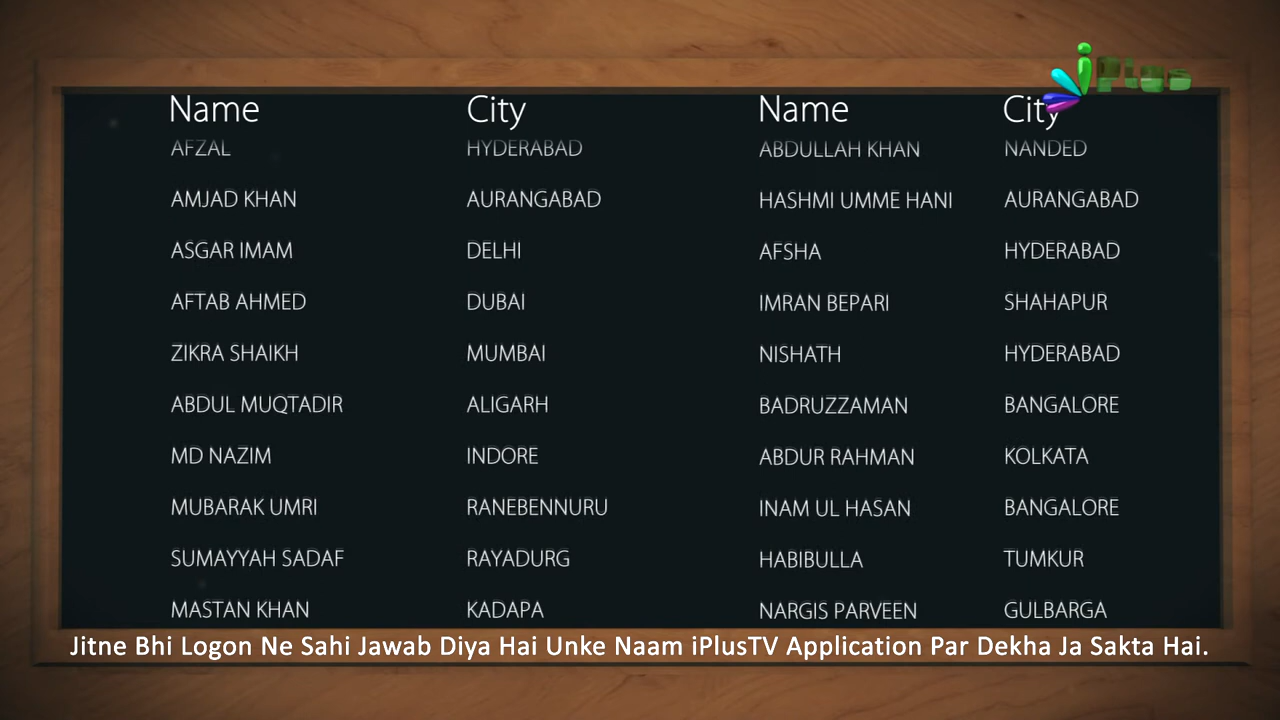 iPlus
Name City Name City
AFZAL HYDERABAD ABDULLAH KHAN NANDED
AMJAD KHAN AURANGABAD HASHMI UMME HANI AURANGABAD
ASGAR IMAM DELHI AFSHA HYDERABAD
AFTAB AHMED DUBAI IMRAN BEPARI SHAHAPUR
ZIKRA SHAIKH MUMBAI NISHATH HYDERABAD
ABDUL MUQTADIR ALIGARH BADRUZZAMAN BANGALORE
MD NAZIM INDORE ABDUR RAHMAN KOLKATA
MUBARAK UMRI RANEBENNURU INAM UL HASAN BANGALORE
SUMAYYAH SADAF RAYADURG HABIBULLA TUMKUR
MASTAN KHAN KADAPA NARGIS PARVEEN GULBARGA
Jitne Bhi Logon Ne Sahi Jawab Diya Hai Unke Naam iPlusTV Application Par Dekha Ja Sakta Hai.